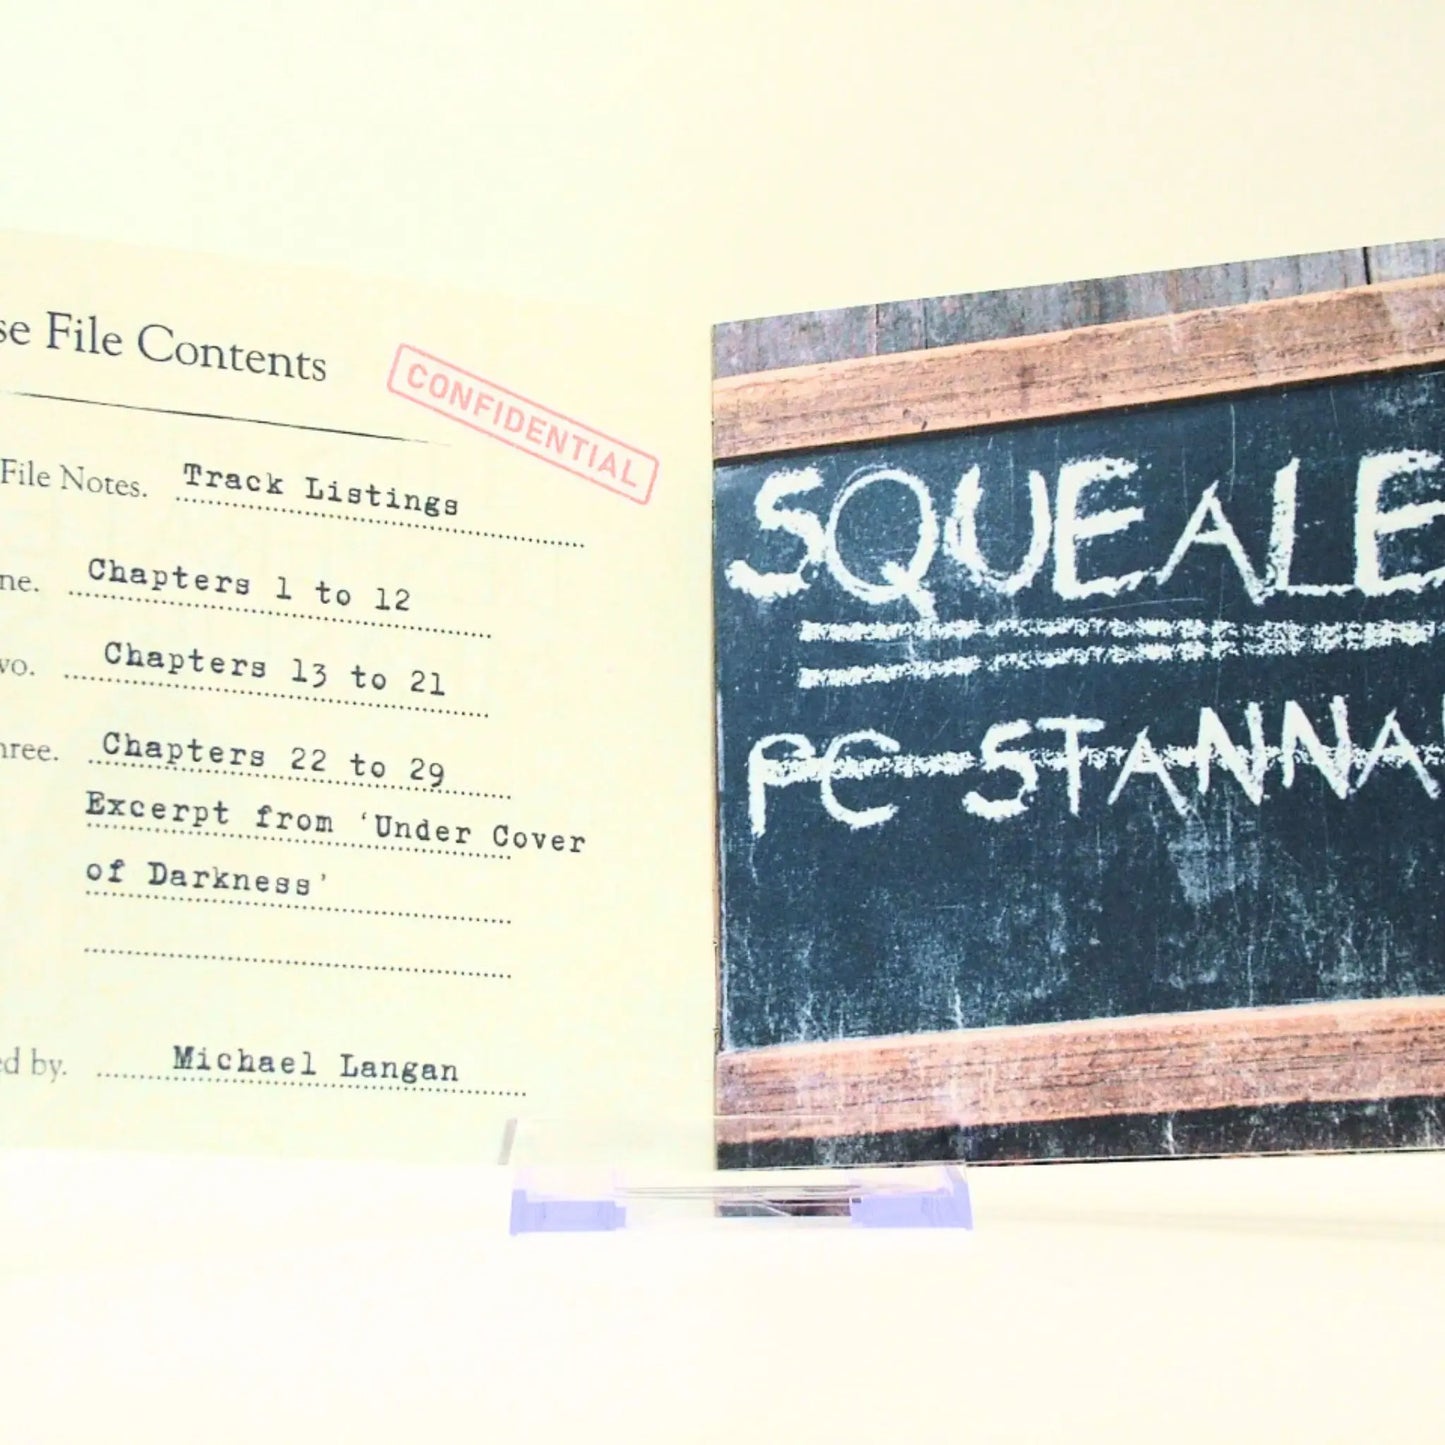 se File Contents
CONFIDENTIAL
File Notes. Track Listings
ne. Chapters 1 to 12
wo. Chapters 13 to 21
hree. Chapters 22 to 29
Excerpt from ‘Under Cover
of Darkness’
ed by. Michael Langan
SQUEALE
PC STANNA